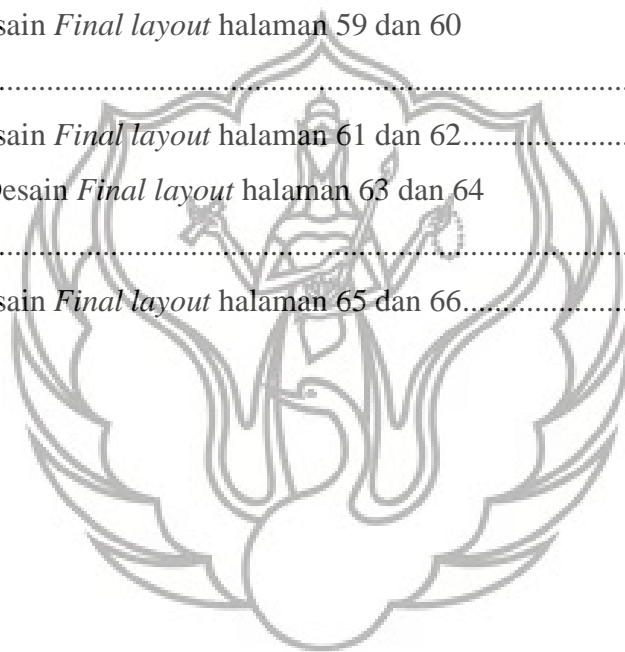 sain Final layout halaman 59 dan 60
........................................................................................
sain Final layout halaman 61 dan 62......................
Desain Final layout halaman 63 dan 64
........................................................................................
sain Final layout halaman 65 dan 66......................